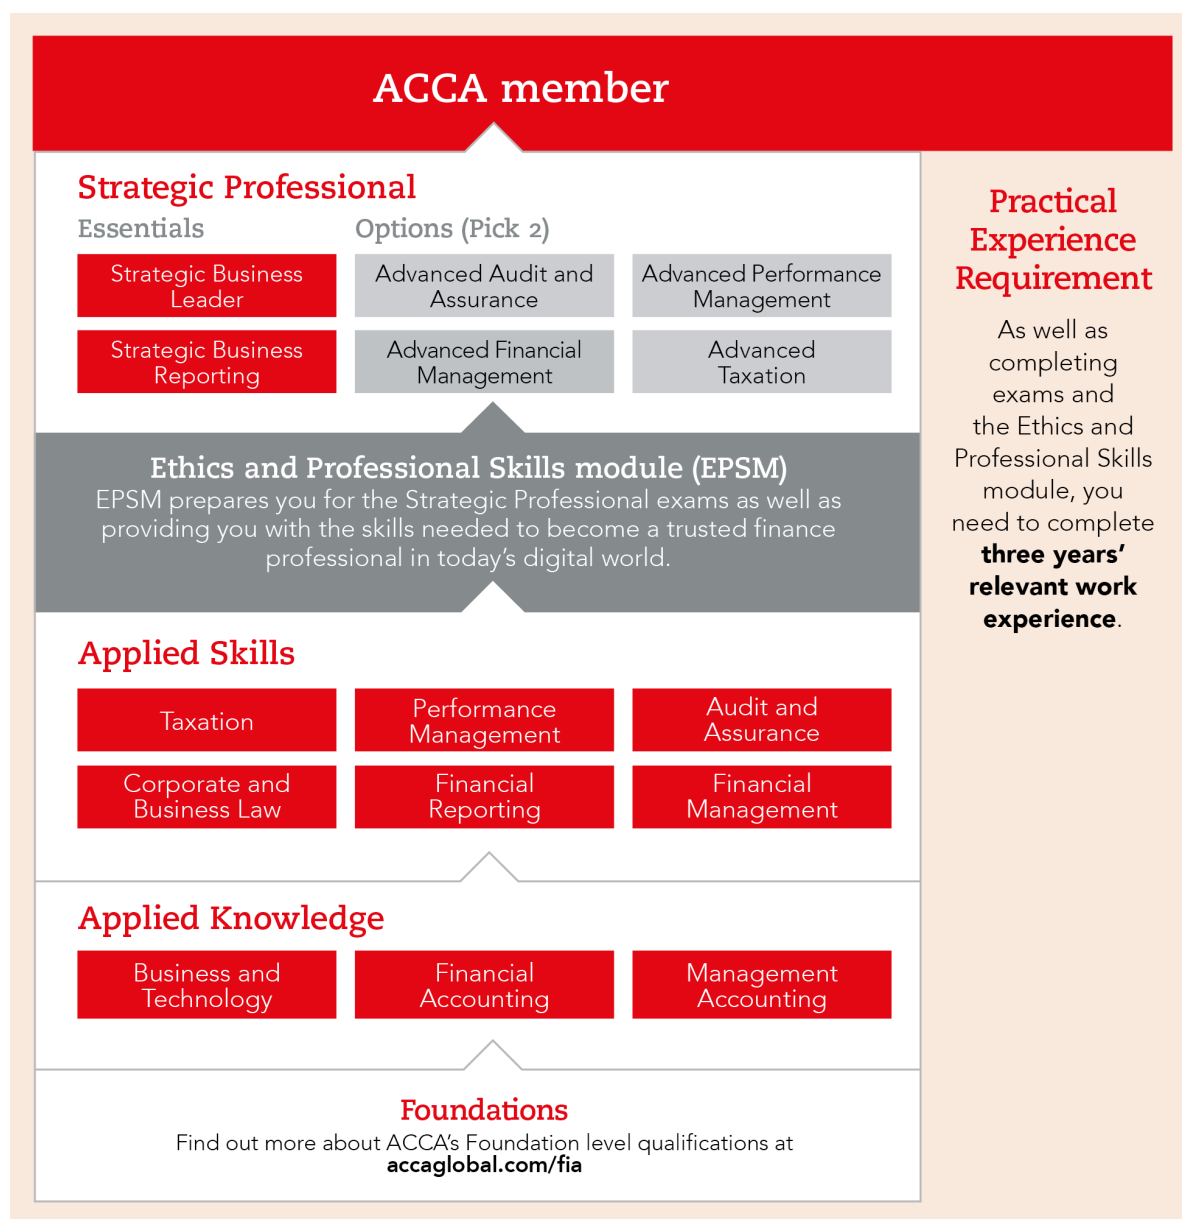 ACCA member
Strategic Professional
Essentials
Options (Pick 2)
Strategic Business
Leader
Advanced Audit and
Assurance
Advanced Performance
Management
Strategic Business
Reporting
Advanced Financial
Management
Advanced
Taxation
Ethics and Professional Skills module (EPSM)
EPSM prepares you for the Strategic Professional exams as well as
providing you with the skills needed to become a trusted finance
professional in today’s digital world.
Applied Skills
Taxation
Performance
Management
Audit and
Assurance
Corporate and
Business Law
Financial
Reporting
Financial
Management
Applied Knowledge
Business and
Technology
Financial
Accounting
Management
Accounting
Foundations
Find out more about ACCA’s Foundation level qualifications at
accaglobal.com/fia
Practical
Experience
Requirement
As well as
completing
exams and
the Ethics and
Professional Skills
module, you
need to complete
three years’
relevant work
experience.